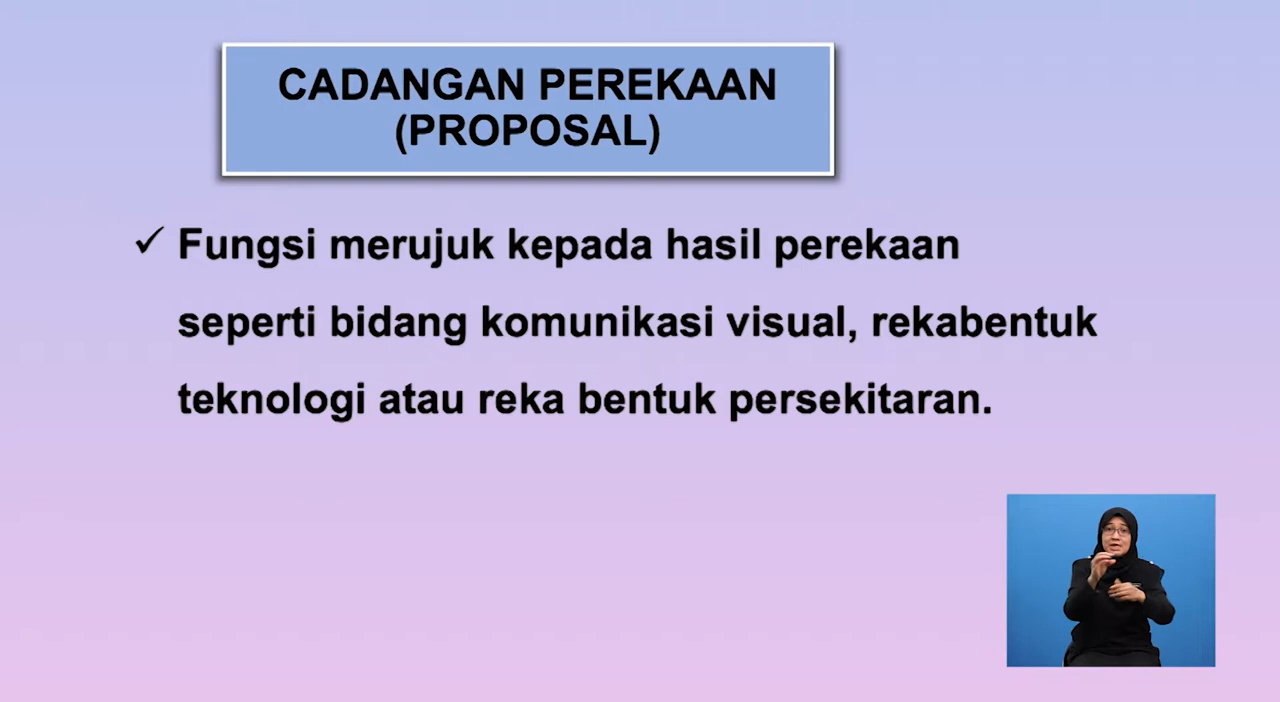 CADANGAN PEREKAAN
(PROPOSAL)
✓ Fungsi merujuk kepada hasil perekaan
seperti bidang komunikasi visual, rekabentuk
teknologi atau reka bentuk persekitaran.